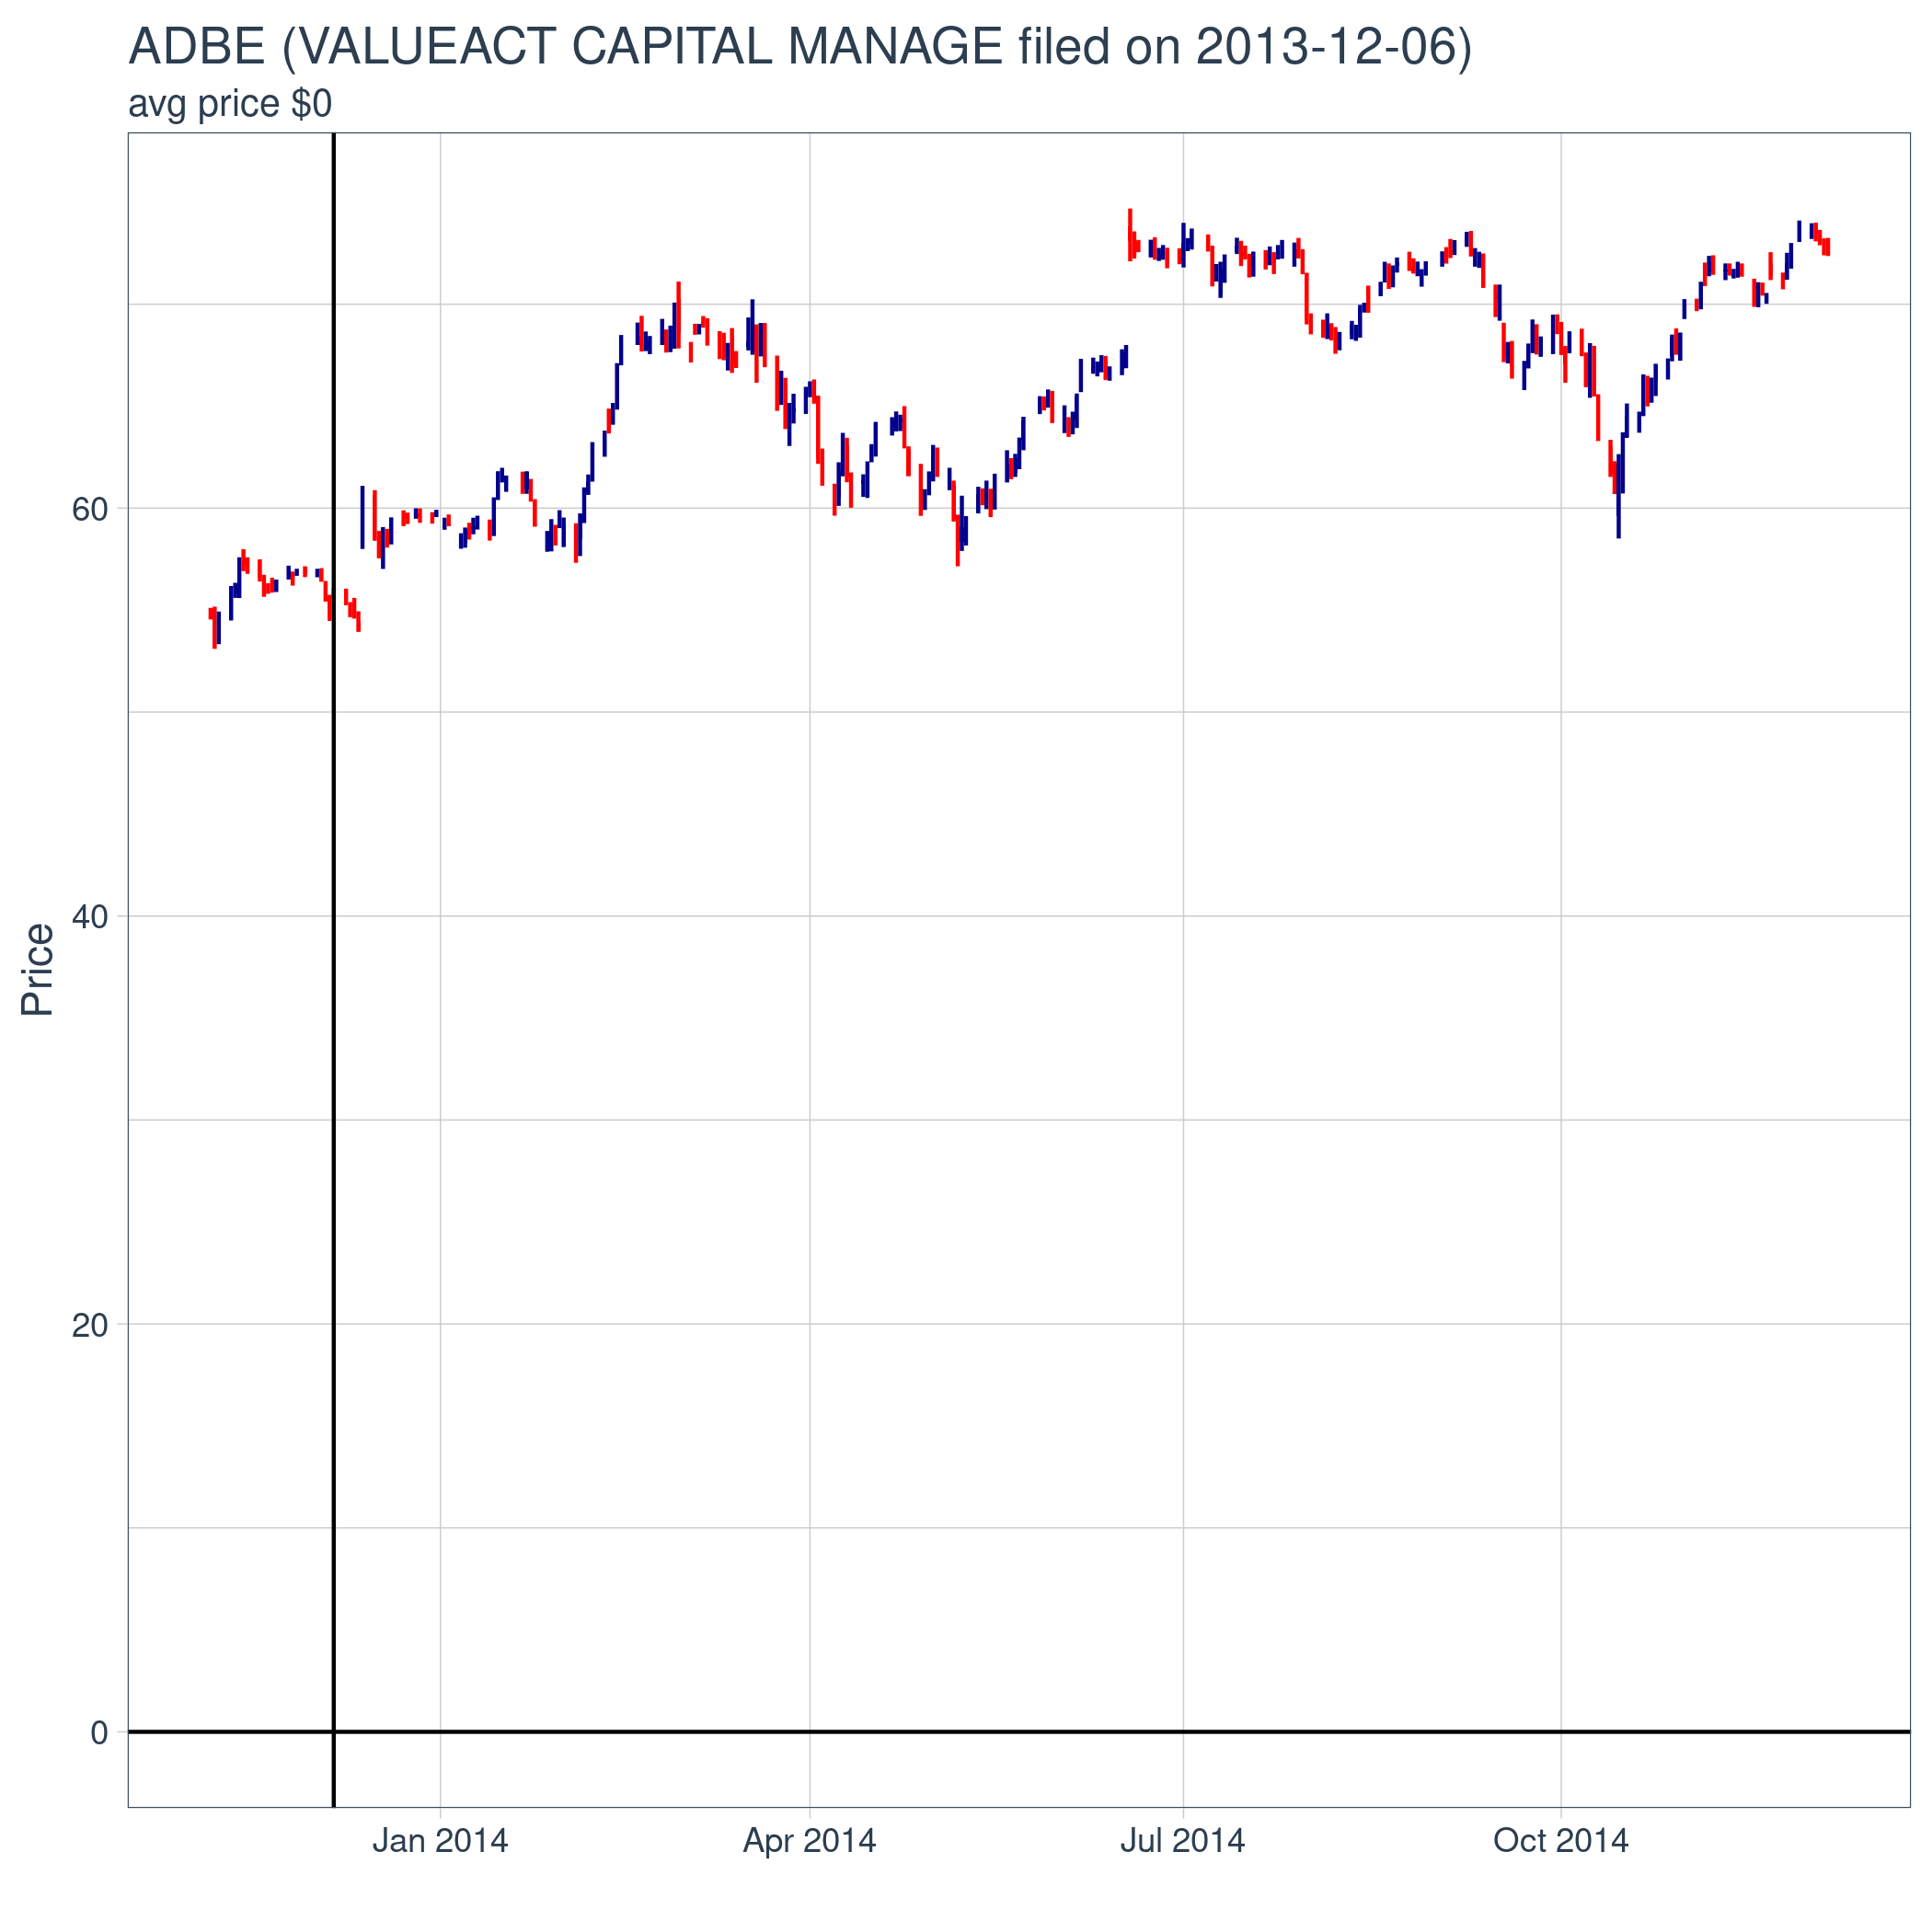 ADBE (VALUEACT CAPITAL MANAGE filed on 2013-12-06)
avg price $0
Price
60
40
20
0
Jan 2014 Apr 2014 Jul 2014 Oct 2014